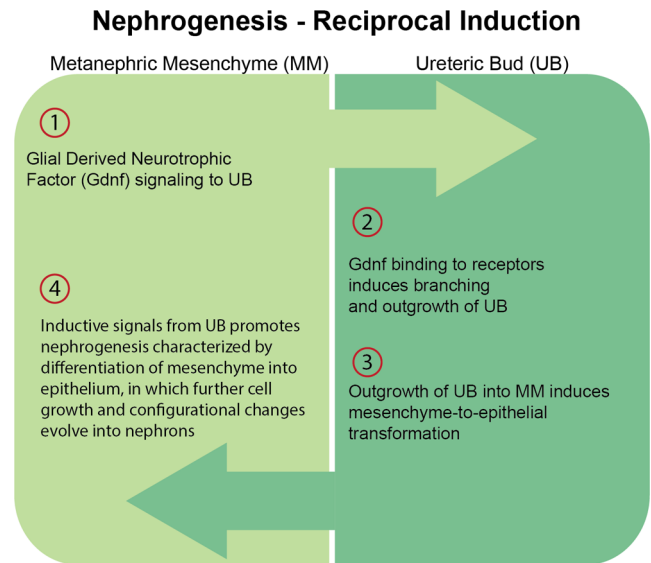 Nephrogenesis - Reciprocal Induction
Metanephric Mesenchyme (MM)
Ureteric Bud (UB)
1
Glial Derived Neurotrophic
Factor (Gdnf) signaling to UB
2
Gdnf binding to receptors
induces branching
and outgrowth of UB
3
Outgrowth of UB into MM induces
mesenchyme-to-epithelial
transformation
4
Inductive signals from UB promotes
nephrogenesis characterized by
differentiation of mesenchyme into
epithelium, in which further cell
growth and configurational changes
evolve into nephrons